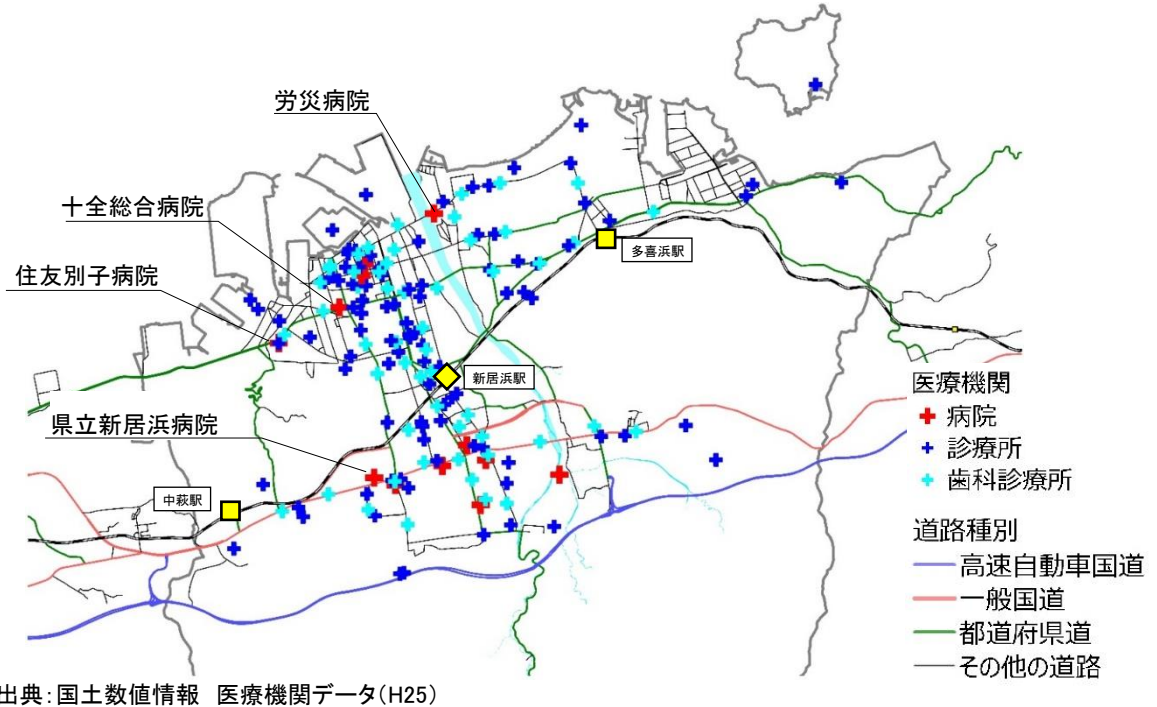 労災病院
十全総合病院
住友別子病院
多喜浜駅
新居浜駅
県立新居浜病院
中萩駅
医療機関
病院
診療所
歯科診療所
道路種別
高速自動車国道
一般国道
都道府県道
その他の道路
出典：国土数値情報　医療機関データ（H25）